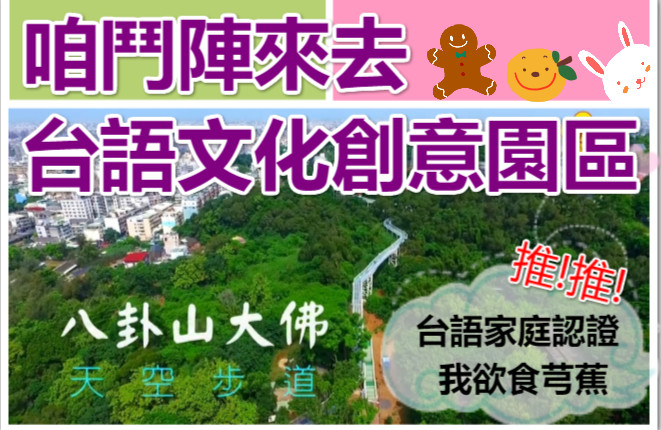 咱鬥陣來去
台語文化創意園區
推!推!
八卦山大佛
天空步道
台語家庭認證
我欲食芎蕉